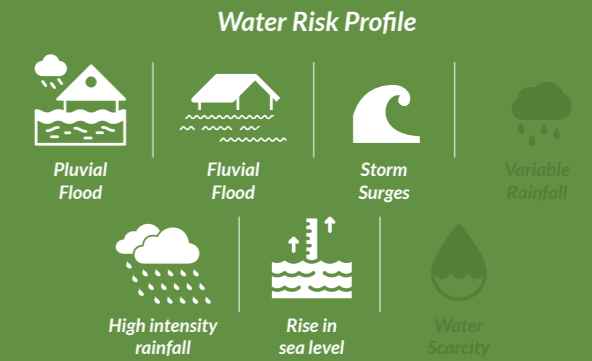 Water Risk Profile
Pluvial
Flood
Fluvial
Flood
Storm
Surges
Variable
Rainfall
High intensity
rainfall
Rise in
sea level
Water
Scarcity